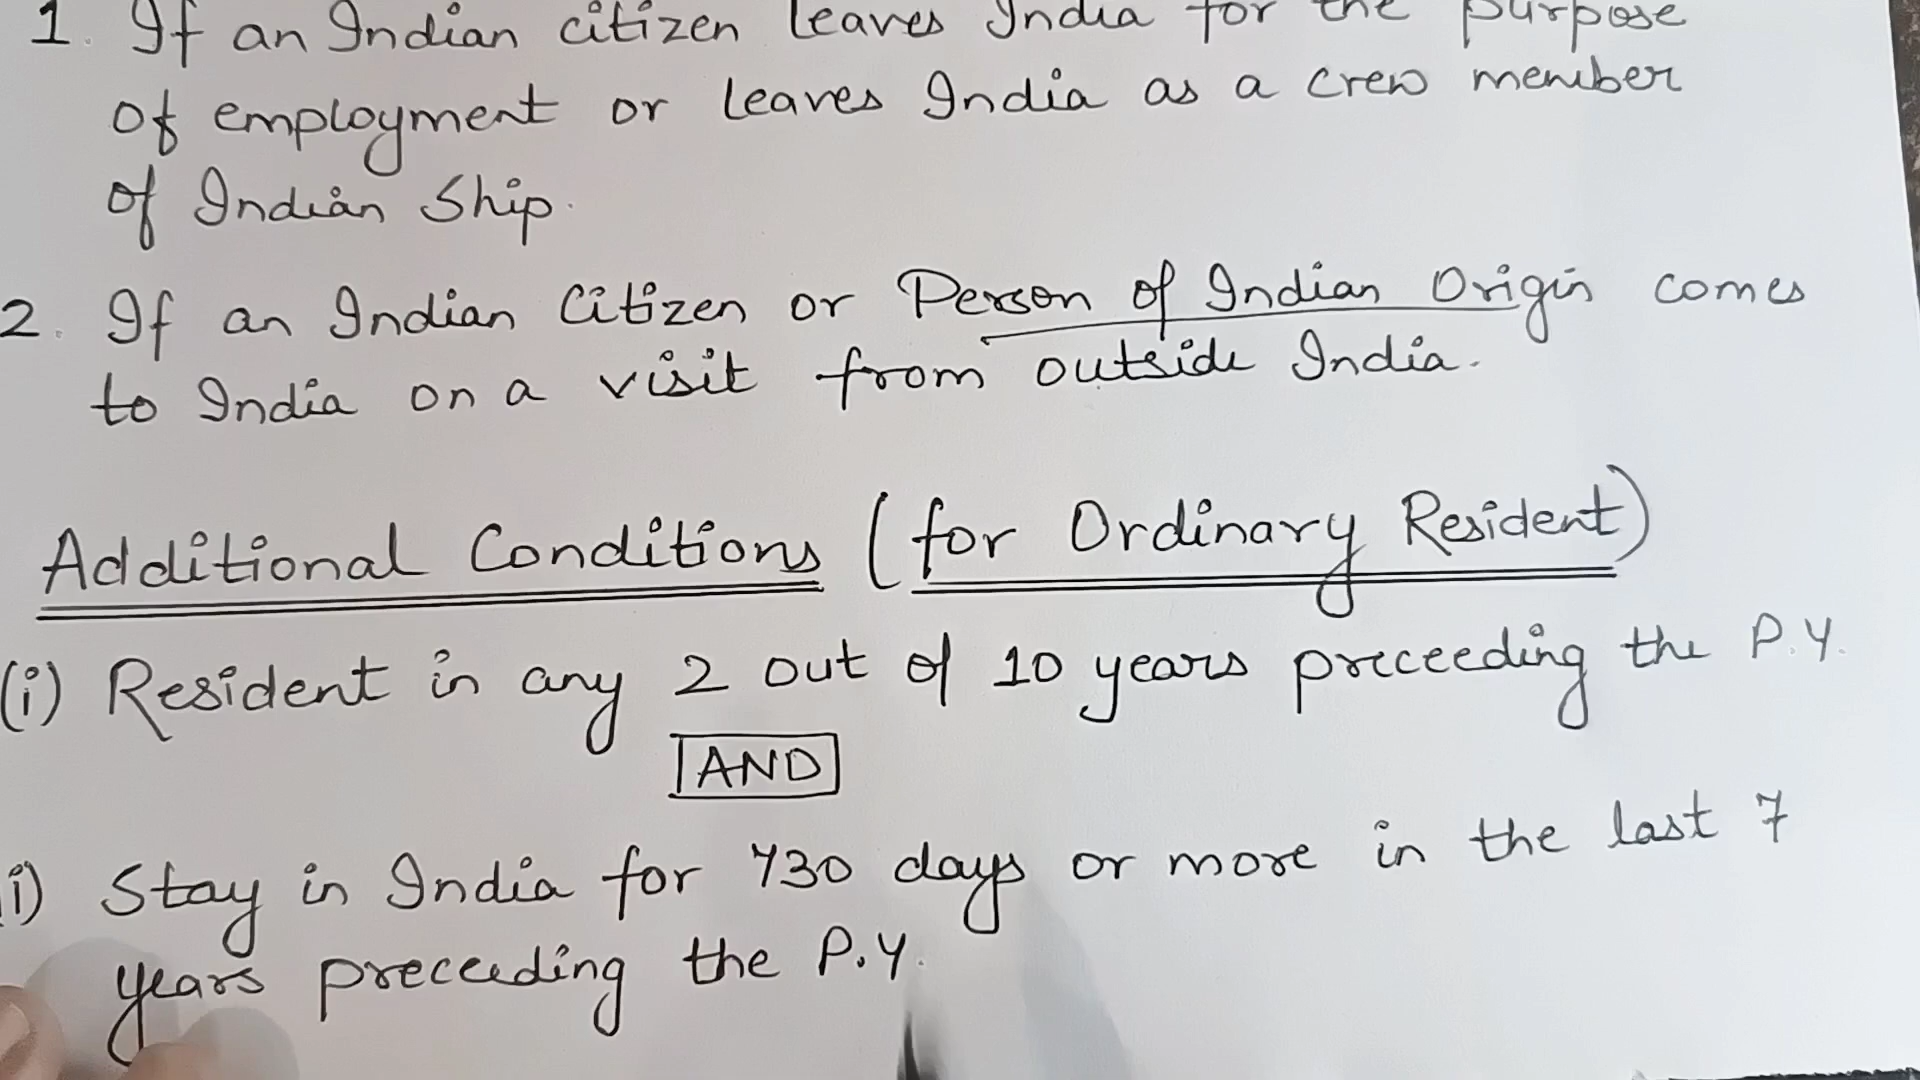 1. If an Indian citizen leaves India for the purpose
of employment or leaves India as a crew member
of Indian Ship.
2. If an Indian Citizen or Person of Indian Origin comes
to India on a visit from outside India.
Additional Conditions (for Ordinary Resident)
(i) Resident in any 2 out of 10 years preceeding the P.Y.
AND
ii) Stay in India for 730 days or more in the last 7
years preceeding the P.Y.